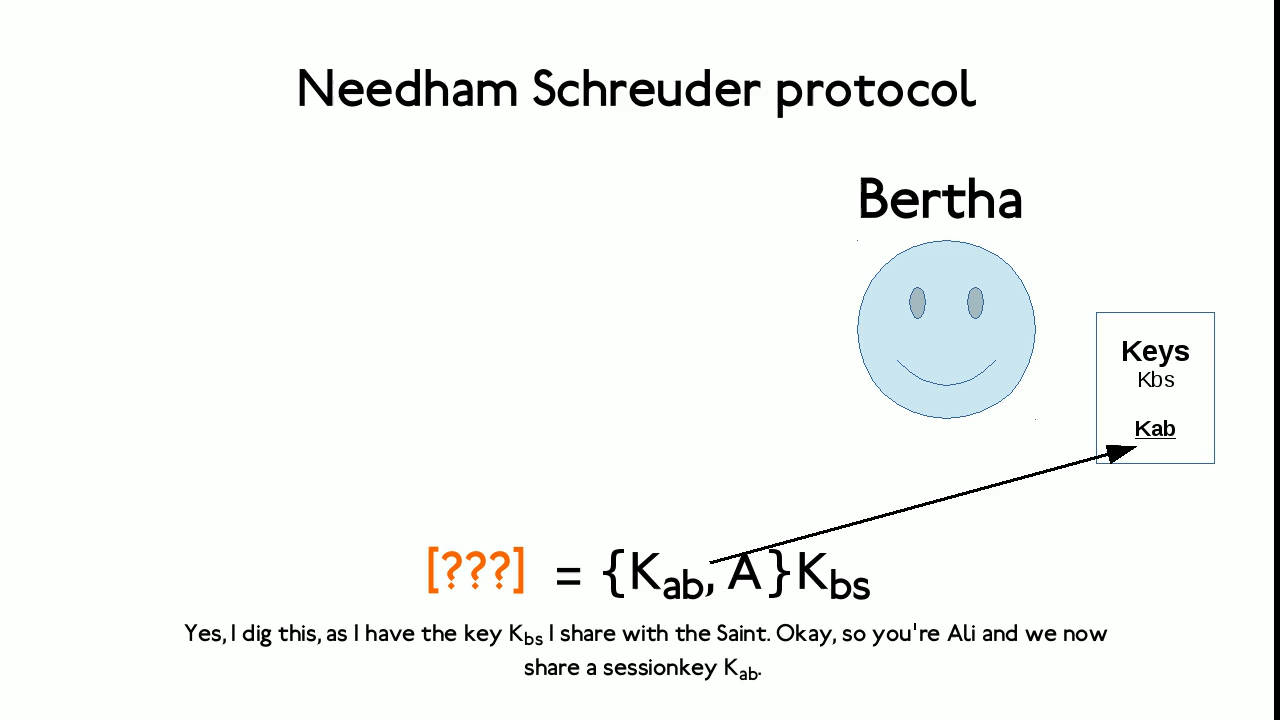 Needham Schreuder protocol
Bertha
Keys
Kbs
Kab
[???] = {Kab, A}Kbs
Yes, I dig this, as I have the key Kbs I share with the Saint. Okay, so you're Ali and we now
share a sessionkey Kab.